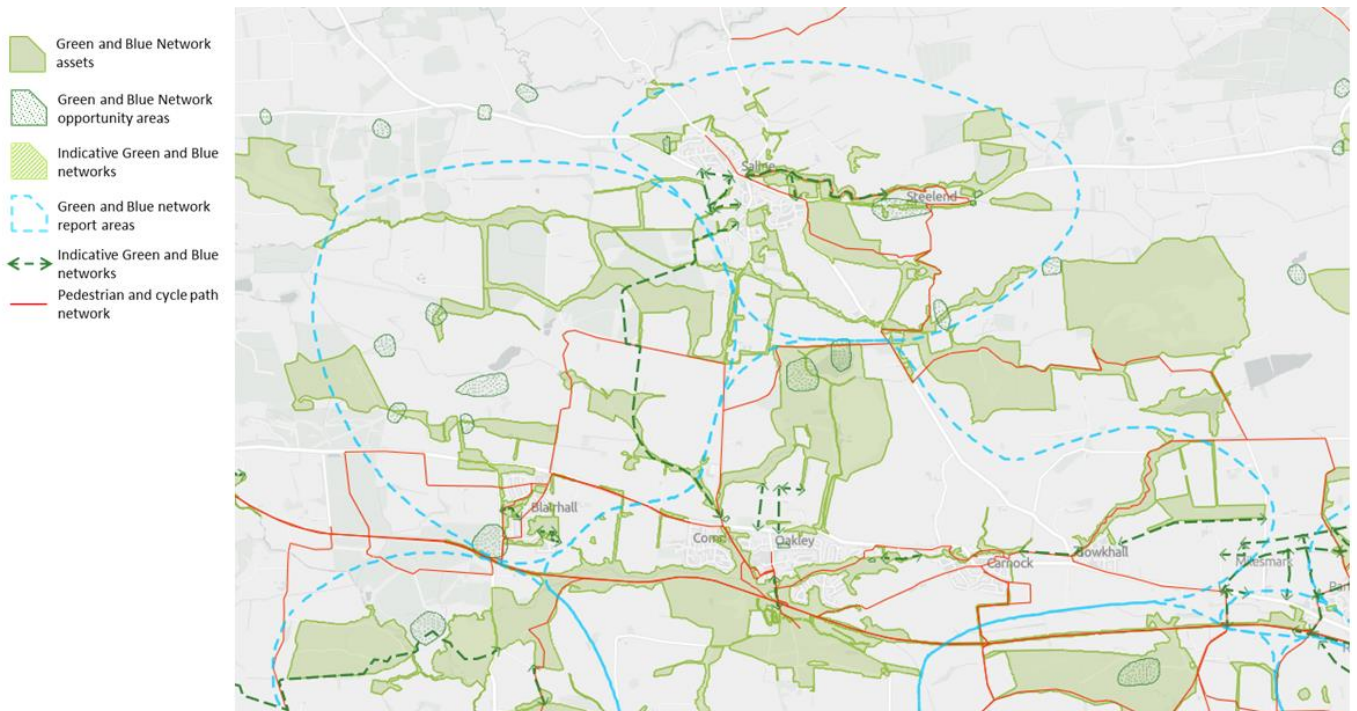 Green and Blue Network
assets
Green and Blue Network
opportunity areas
Indicative Green and Blue
networks
Green and Blue network
report areas
Indicative Green and Blue
networks
Pedestrian and cycle path
network
Saline
Steelend
Blairhall
Oakley
Carnock
Gowkhall
Milesmark